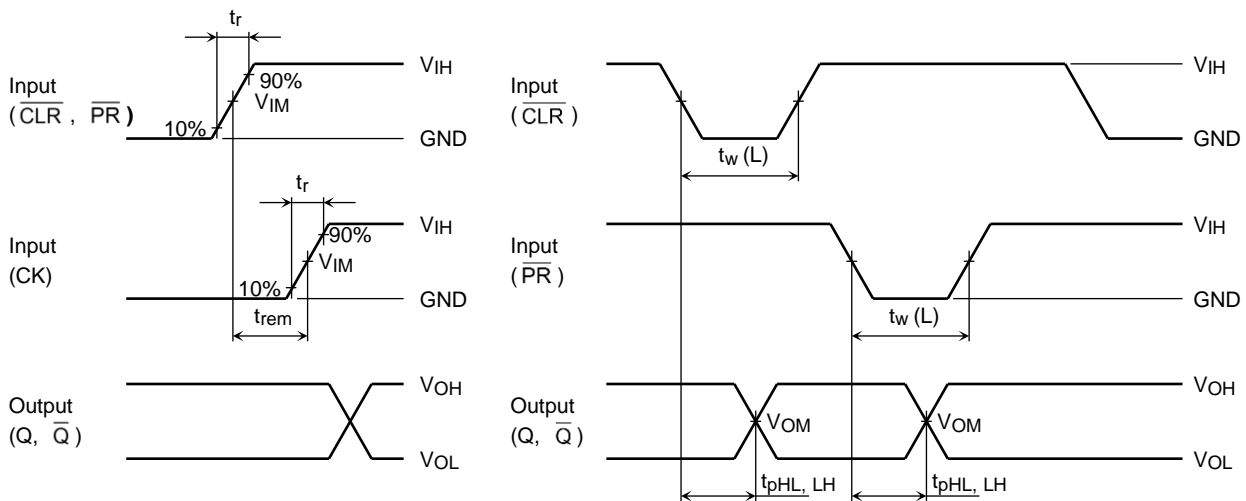 tr
Input
(CLR̅, PR̅)
90%
VIH
VIM
10%
GND
tr
Input
(CK)
VIH
90%
VIM
10%
GND
trem
Output
(Q, Q̅)
VOH
VOL
Input
(CLR̅)
VIH
GND
tw (L)
Input
(PR̅)
VIH
GND
tw (L)
Output
(Q, Q̅)
VOH
VOM
VOM
VOL
tpHL, LH
tpHL, LH